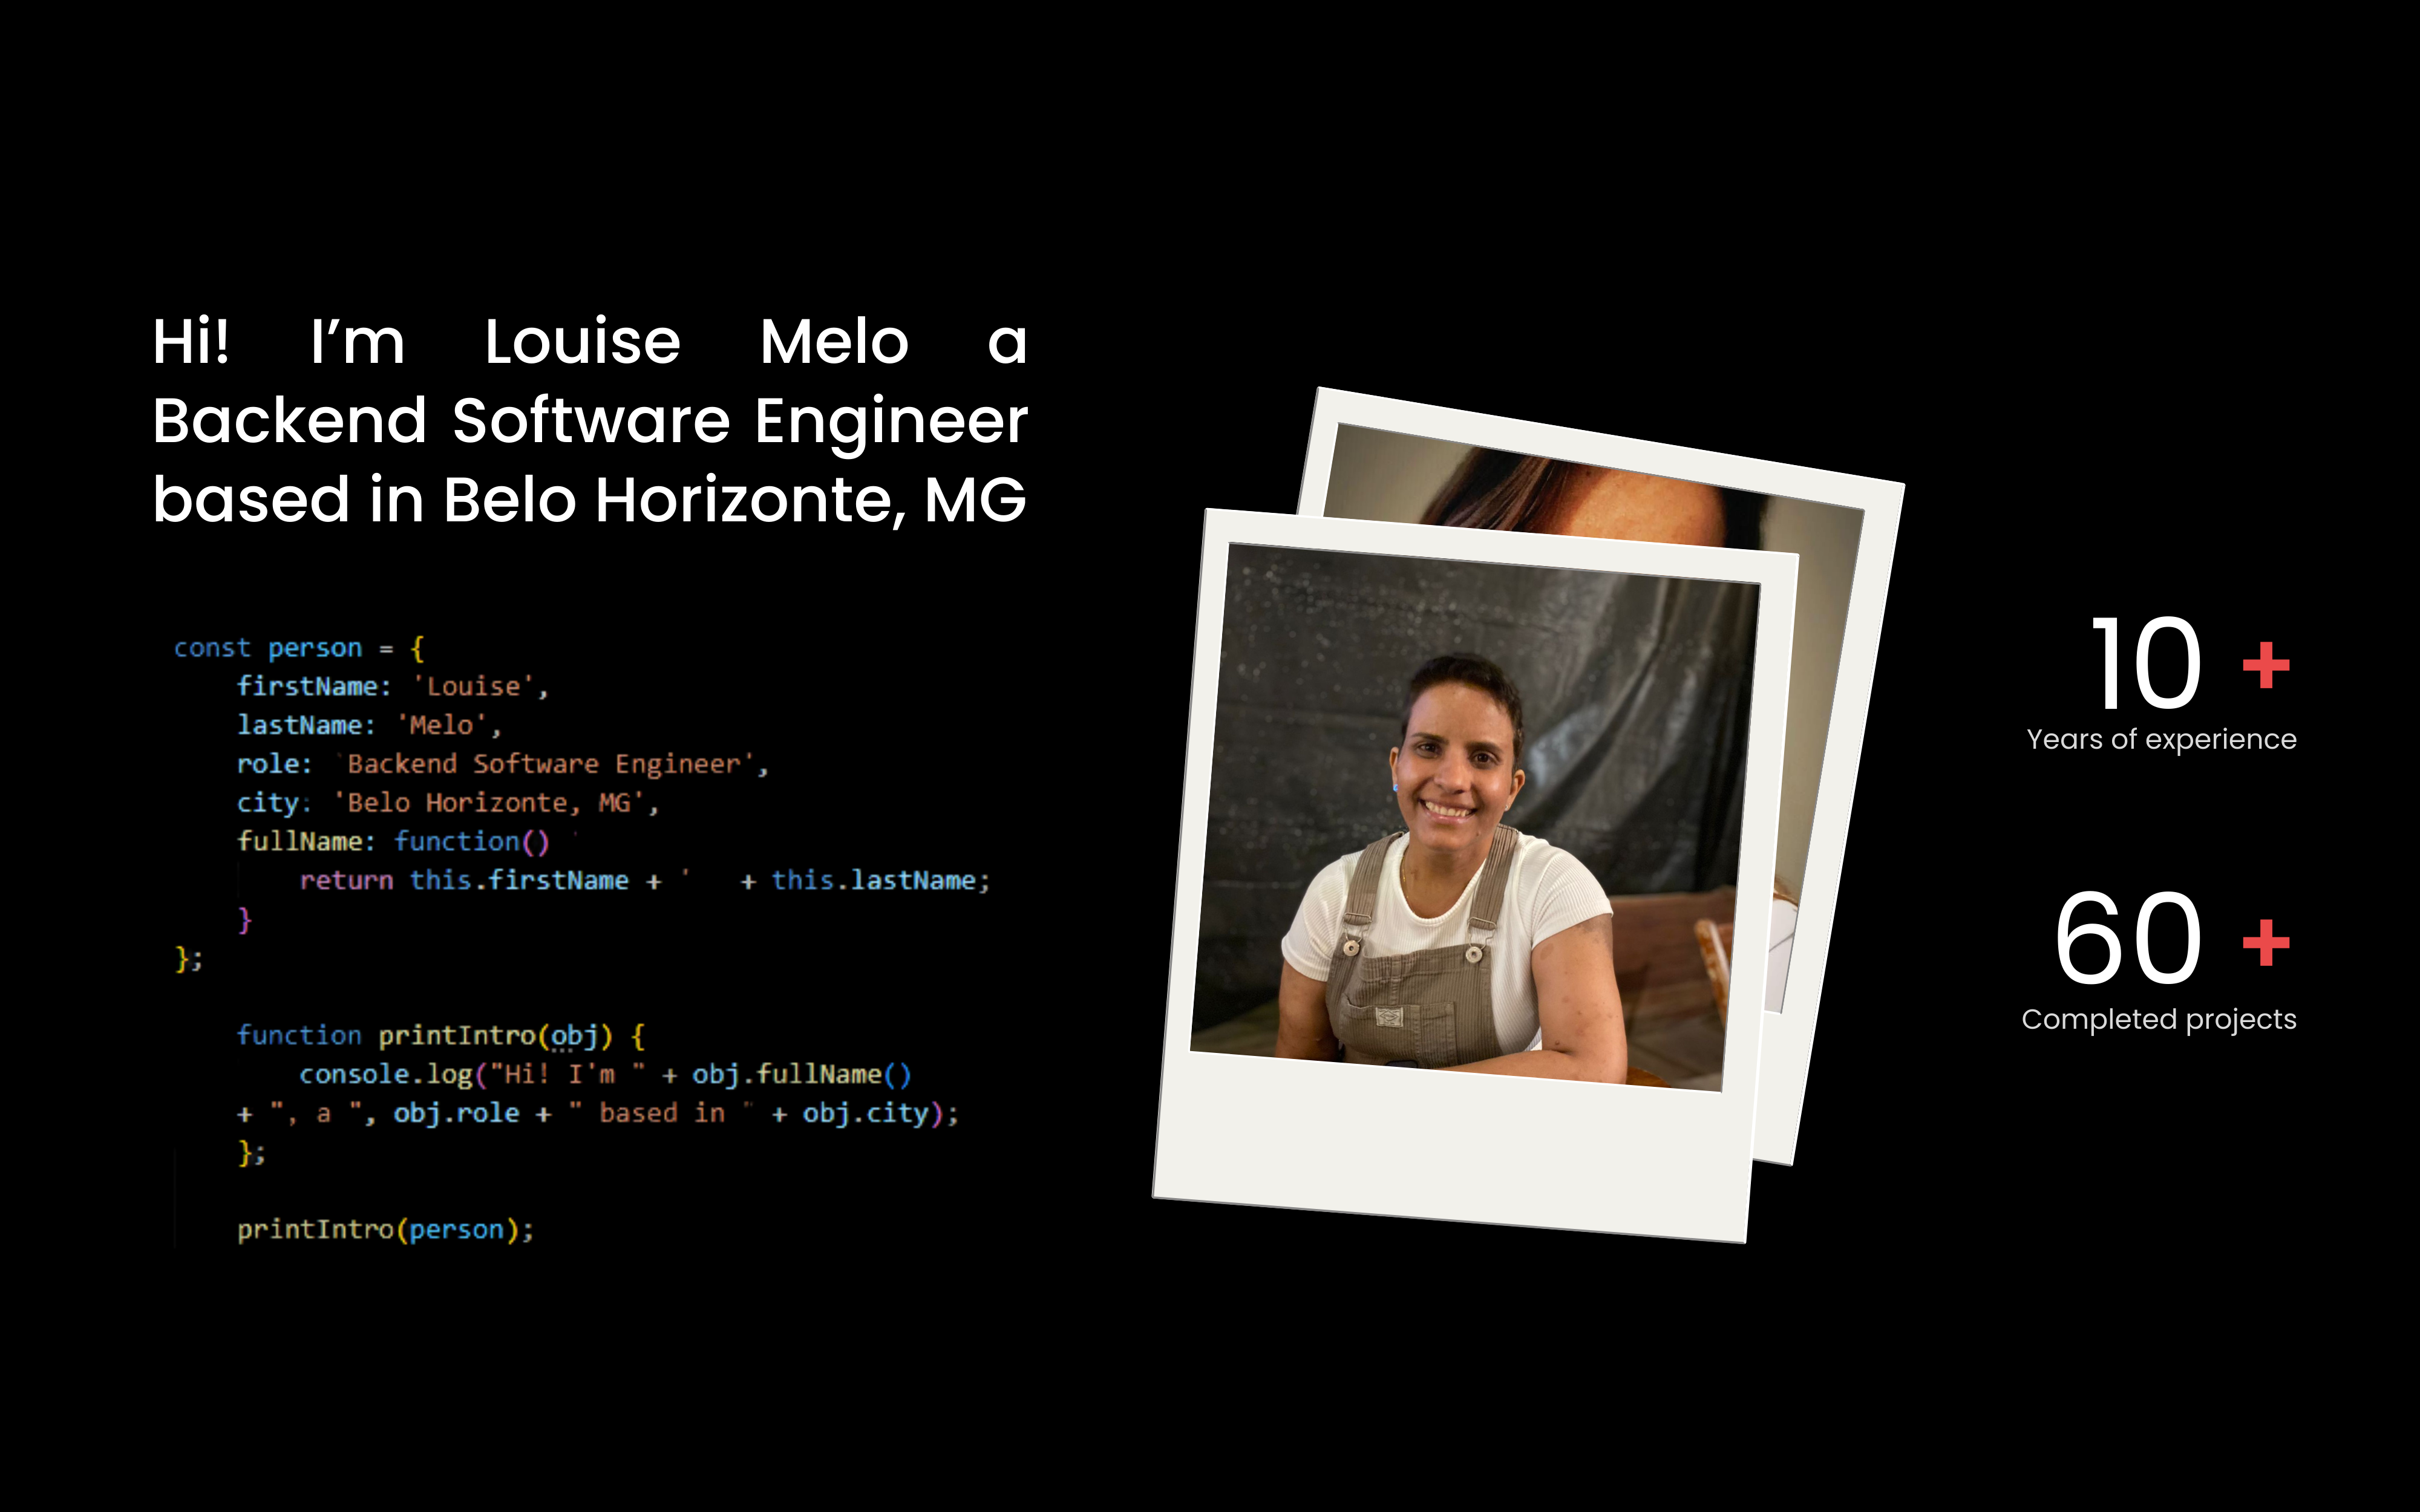 Hi! I’m Louise Melo a
Backend Software Engineer
based in Belo Horizonte, MG
const person = {
firstName: 'Louise',
lastName: 'Melo',
role: `Backend Software Engineer',
city: 'Belo Horizonte, MG',
fullName: function() '
return this.firstName + '   + this.lastName;
}
};
function printIntro(obj) {
console.log("Hi! I'm " + obj.fullName()
+ ", a ", obj.role + " based in " + obj.city);
};
printIntro(person);
10 +
Years of experience
60 +
Completed projects